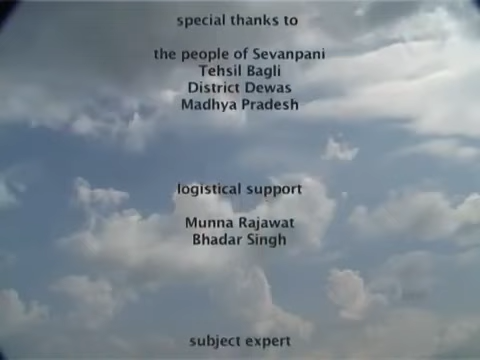 special thanks to
the people of Sevanpani
Tehsil Bagli
District Dewas
Madhya Pradesh
logistical support
Munna Rajawat
Bhadar Singh
subject expert